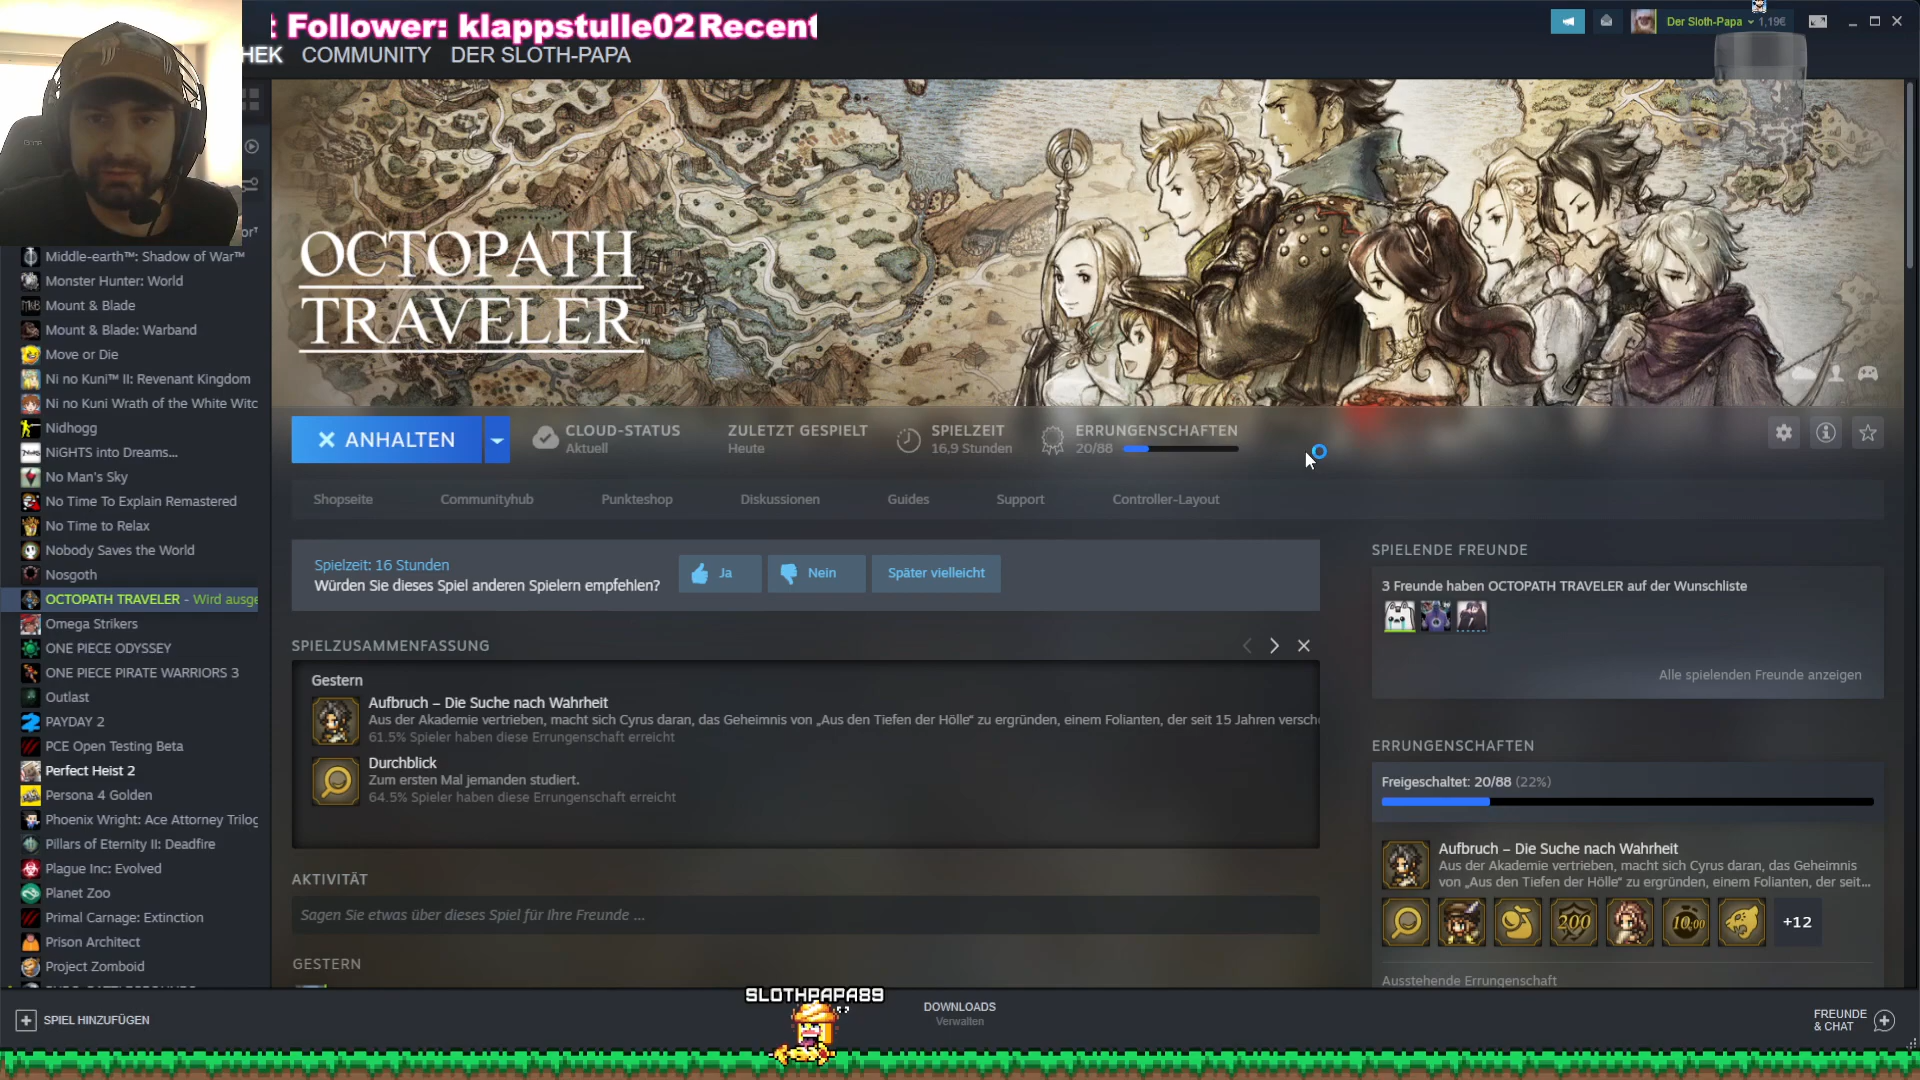 : Follower: klappstulle02Recent
HEK COMMUNITY DER SLOTH-PAPA
Der Sloth-Papa 1,19€
OCTOPATH
TRAVELER™
Middle-earth™: Shadow of War™
Monster Hunter: World
Mount & Blade
Mount & Blade: Warband
Move or Die
Ni no Kuni™ II: Revenant Kingdom
Ni no Kuni Wrath of the White Witc
Nidhogg
NiGHTS into Dreams...
No Man's Sky
No Time To Explain Remastered
No Time to Relax
Nobody Saves the World
Nosgoth
OCTOPATH TRAVELER - Wird ausge
Omega Strikers
ONE PIECE ODYSSEY
ONE PIECE PIRATE WARRIORS 3
Outlast
PAYDAY 2
PCE Open Testing Beta
Perfect Heist 2
Persona 4 Golden
Phoenix Wright: Ace Attorney Trilog
Pillars of Eternity II: Deadfire
Plague Inc: Evolved
Planet Zoo
Primal Carnage: Extinction
Prison Architect
Project Zomboid
ANHALTEN
CLOUD-STATUS
Aktuell
ZULETZT GESPIELT
Heute
SPIELZEIT
16,9 Stunden
ERRUNGENSCHAFTEN
20/88
Shopseite Communityhub Punkteshop Diskussionen Guides Support Controller-Layout
Spielzeit: 16 Stunden
Würden Sie dieses Spiel anderen Spielern empfehlen?
Ja Nein Später vielleicht
SPIELZUSAMMENFASSUNG
Gestern
Aufbruch – Die Suche nach Wahrheit
Aus der Akademie vertrieben, macht sich Cyrus daran, das Geheimnis von „Aus den Tiefen der Hölle“ zu ergründen, einem Folianten, der seit 15 Jahren versch
61.5% Spieler haben diese Errungenschaft erreicht
Durchblick
Zum ersten Mal jemanden studiert.
64.5% Spieler haben diese Errungenschaft erreicht
AKTIVITÄT
Sagen Sie etwas über dieses Spiel für Ihre Freunde ...
GESTERN
SPIELENDE FREUNDE
3 Freunde haben OCTOPATH TRAVELER auf der Wunschliste
Alle spielenden Freunde anzeigen
ERRUNGENSCHAFTEN
Freigeschaltet: 20/88 (22%)
Aufbruch – Die Suche nach Wahrheit
Aus der Akademie vertrieben, macht sich Cyrus daran, das Geheimnis
von „Aus den Tiefen der Hölle“ zu ergründen, einem Folianten, der seit...
200 10:00 +12
Ausstehende Errungenschaft
SPIEL HINZUFÜGEN
SLOTHPAPA89
DOWNLOADS
Verwalten
FREUNDE
& CHAT